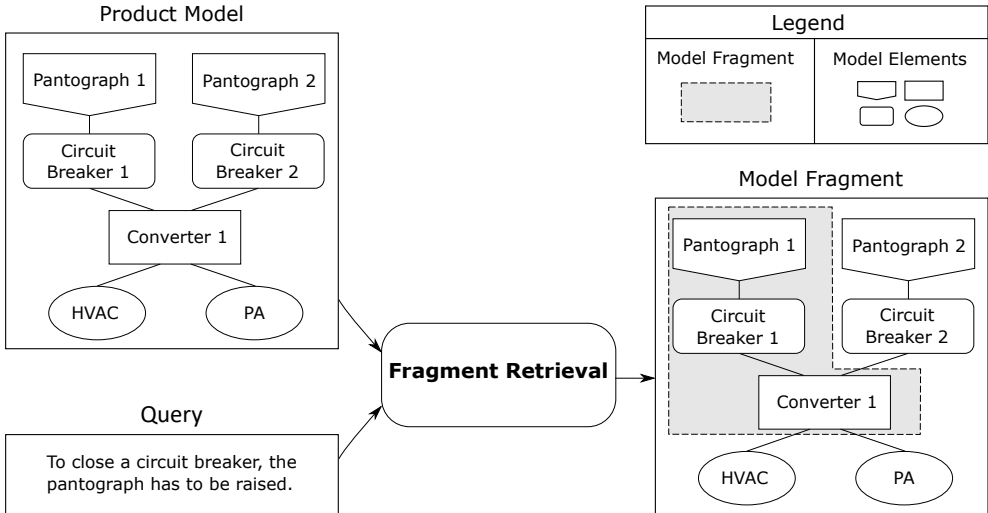 Product Model
Pantograph 1
Pantograph 2
Circuit
Breaker 1
Circuit
Breaker 2
Converter 1
HVAC
PA
Query
To close a circuit breaker, the
pantograph has to be raised.
Fragment Retrieval
Legend
Model Fragment
Model Elements
Model Fragment
Pantograph 1
Pantograph 2
Circuit
Breaker 1
Circuit
Breaker 2
Converter 1
HVAC
PA